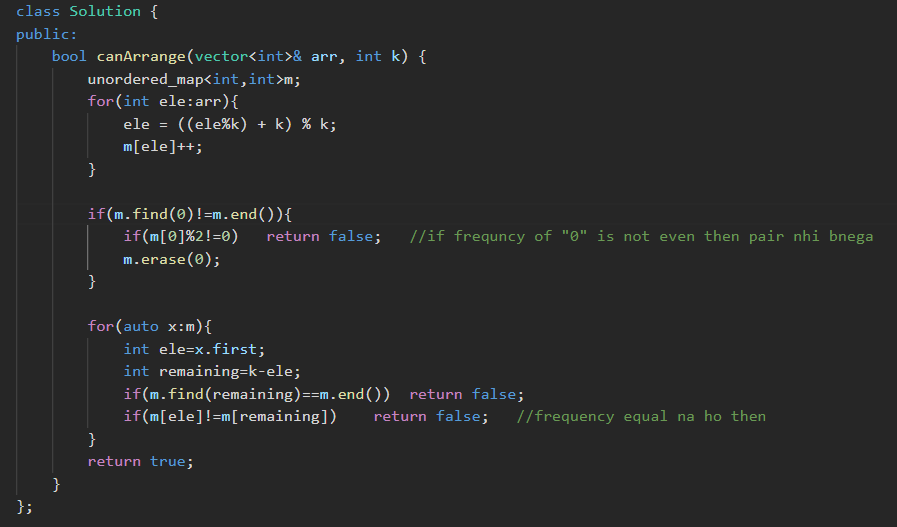 class Solution {
public:
    bool canArrange(vector<int>& arr, int k) {
        unordered_map<int,int>m;
        for(int ele:arr){
            ele = ((ele%k) + k) % k;
            m[ele]++;
        }

        if(m.find(0)!=m.end()){
            if(m[0]%2!=0)   return false;   //if frequncy of "0" is not even then pair nhi bnega
            m.erase(0);
        }

        for(auto x:m){
            int ele=x.first;
            int remaining=k-ele;
            if(m.find(remaining)==m.end())  return false;
            if(m[ele]!=m[remaining])    return false;   //frequency equal na ho then
        }
        return true;
    }
};